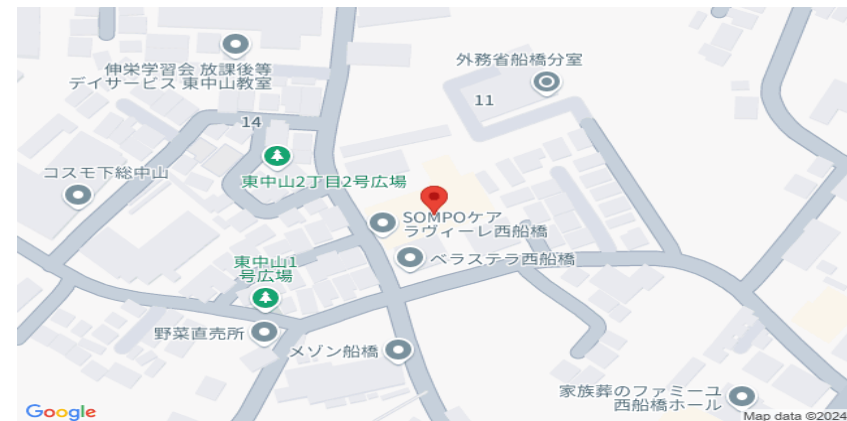 伸栄学習会 放課後等
デイサービス 東中山教室
外務省船橋分室
11
14
コスモ下総中山
東中山2丁目2号広場
SOMPOケア
ラヴィーレ西船橋
東中山1
号広場
ベラステラ西船橋
野菜直売所
メゾン船橋
家族葬のファミーユ
西船橋ホール
Google
Map data ©2024